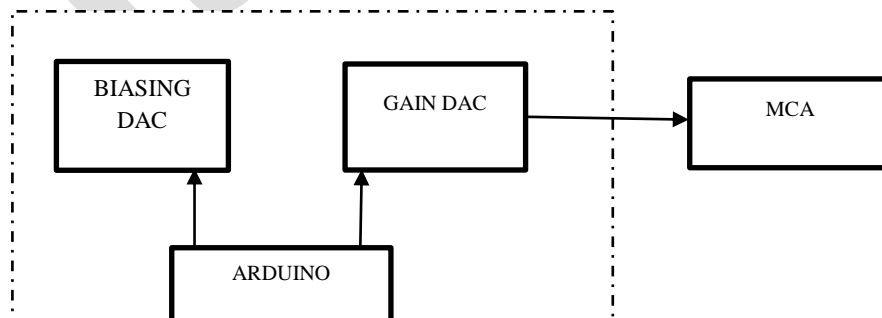 BIASING
DAC
GAIN DAC
MCA
ARDUINO